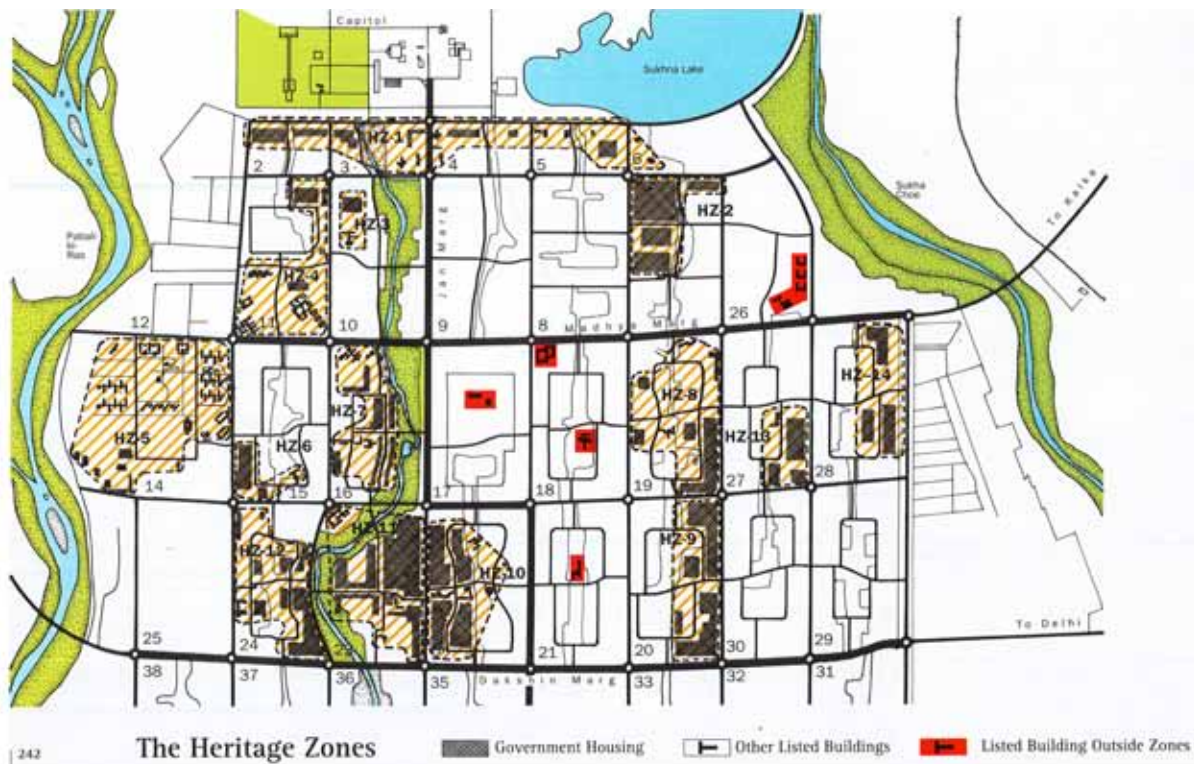 Capitol
Sukhna Lake
HZ-1
2
3
4
5
6
Sukhna
Choe
To Kalka
HZ-2
HZ-3
Patiali
ki
Rao
Jan Marg
HZ-4
12
11
10
9
8
Madhya Marg
26
HZ-14
HZ-5
HZ-7
HZ-8
HZ-6
HZ-13
14
15
16
17
18
19
27
28
HZ-12
HZ-11
HZ-10
HZ-9
25
24
21
20
30
29
To Delhi
38
37
36
35
Dakshin Marg
33
32
31
242
The Heritage Zones
Government Housing
Other Listed Buildings
Listed Building Outside Zones